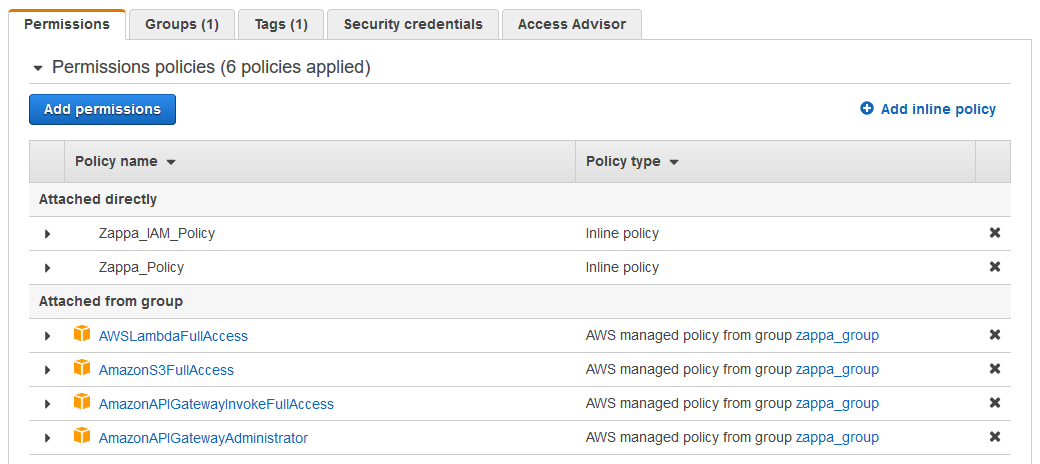 Permissions Groups (1) Tags (1) Security credentials Access Advisor
Permissions policies (6 policies applied)
Add permissions Add inline policy
Policy name Policy type
Attached directly
Zappa_IAM_Policy Inline policy
Zappa_Policy Inline policy
Attached from group
AWSLambdaFullAccess AWS managed policy from group zappa_group
AmazonS3FullAccess AWS managed policy from group zappa_group
AmazonAPIGatewayInvokeFullAccess AWS managed policy from group zappa_group
AmazonAPIGatewayAdministrator AWS managed policy from group zappa_group